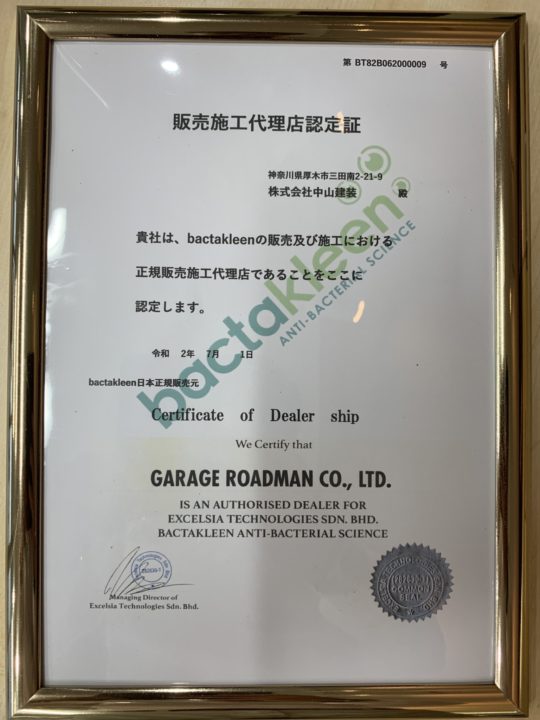 第 BT82B062000009 号
販売施工代理店認定証
神奈川県厚木市三田南2-21-9
株式会社中山建装 殿
bactakleen
ANTI-BACTERIAL SCIENCE
貴社は、bactakleenの販売及び施工における
正規販売施工代理店であることをここに
認定します。
令和 2年 7月 1日
bactakleen日本正規販売元
Certificate of Dealer ship
We Certify that
GARAGE ROADMAN CO., LTD.
IS AN AUTHORISED DEALER FOR
EXCELSIA TECHNOLOGIES SDN. BHD.
BACTAKLEEN ANTI-BACTERIAL SCIENCE
Managing Director of
Excelsia Technologies Sdn. Bhd.